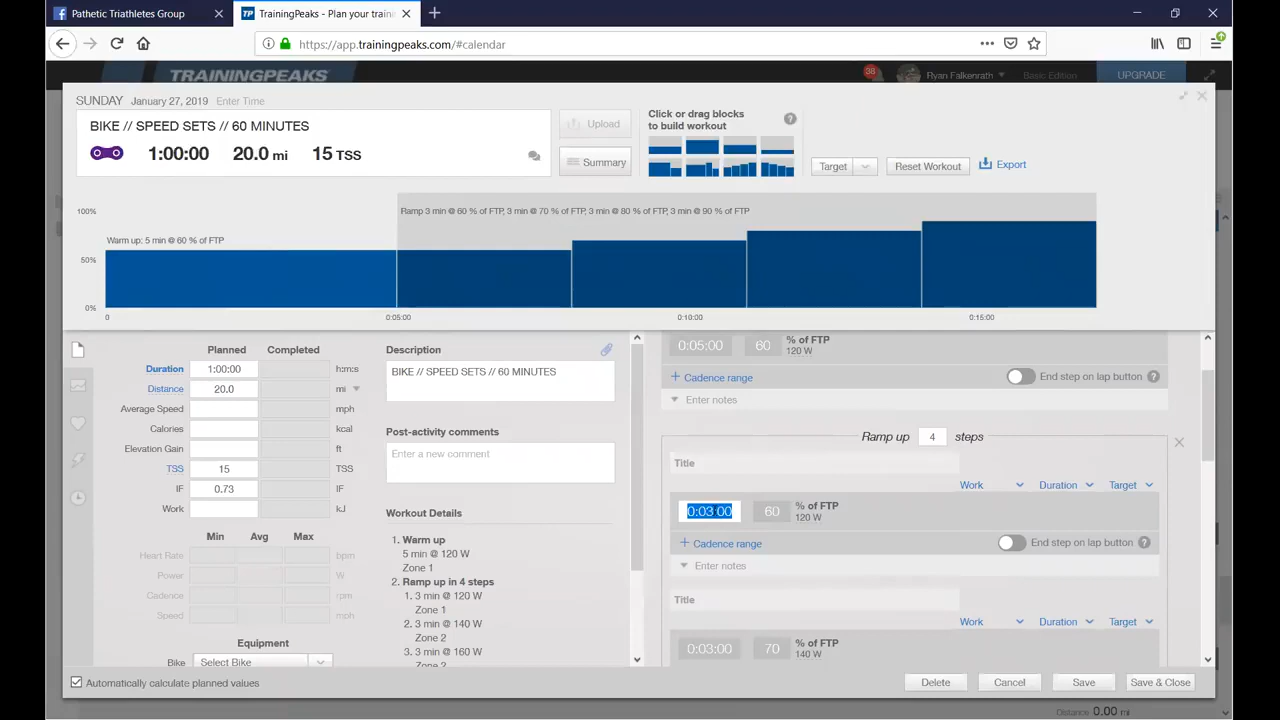 Pathetic Triathletes Group
TrainingPeaks - Plan your traini
https://app.trainingpeaks.com/#calendar
TRAININGPEAKS
38
Ryan Falkenrath
Basic Edition
UPGRADE
SUNDAY January 27, 2019 Enter Time
BIKE // SPEED SETS // 60 MINUTES
1:00:00 20.0 mi 15 TSS
Upload
Summary
Click or drag blocks
to build workout
?
Target
Reset Workout
Export
100%
50%
0%
Warm up: 5 min @ 60 % of FTP
Ramp 3 min @ 60 % of FTP, 3 min @ 70 % of FTP, 3 min @ 80 % of FTP, 3 min @ 90 % of FTP
0 0:05:00 0:10:00 0:15:00
Planned Completed
Duration 1:00:00 h:m:s
Distance 20.0 mi
Average Speed mph
Calories kcal
Elevation Gain ft
TSS 15 TSS
IF 0.73 IF
Work kJ
Min Avg Max
Heart Rate bpm
Power W
Cadence rpm
Speed mph
Equipment
Bike Select Bike
Description
BIKE // SPEED SETS // 60 MINUTES
Post-activity comments
Enter a new comment
Workout Details
1. Warm up
5 min @ 120 W
Zone 1
2. Ramp up in 4 steps
1. 3 min @ 120 W
Zone 1
2. 3 min @ 140 W
Zone 2
3. 3 min @ 160 W
Zone 2
0:05:00 60 % of FTP
120 W
+ Cadence range End step on lap button ?
Enter notes
Ramp up 4 steps
Title
Work Duration Target
0:03:00 60 % of FTP
120 W
+ Cadence range End step on lap button ?
Enter notes
Title
Work Duration Target
0:03:00 70 % of FTP
140 W
Automatically calculate planned values
Delete Cancel Save Save & Close
Distance 0.00 mi